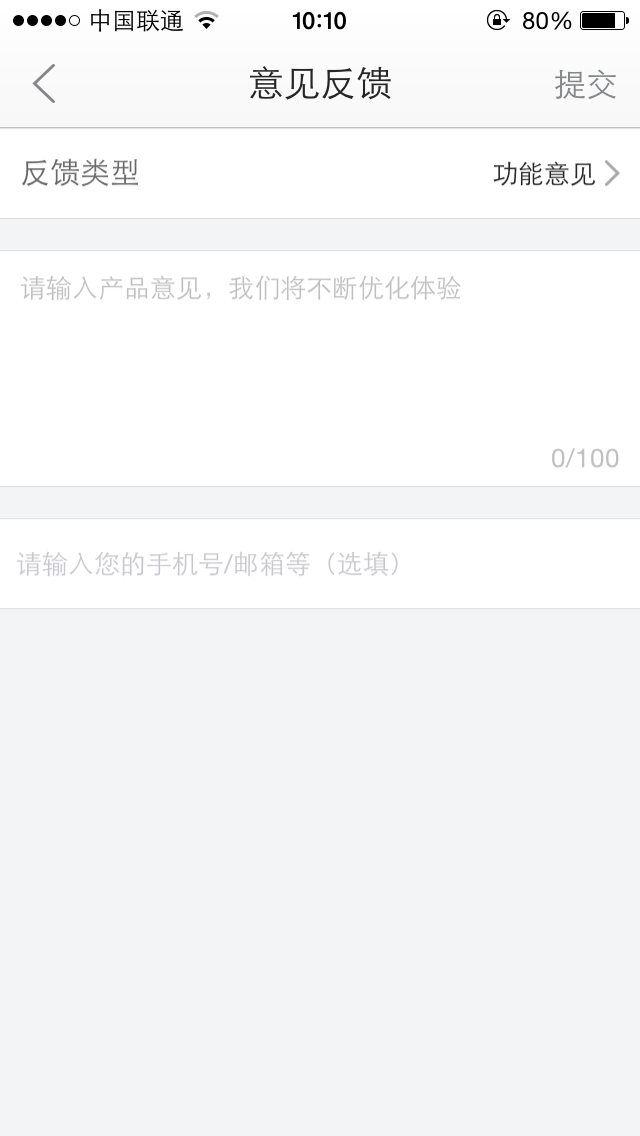 中国联通 10:10 80%
意见反馈 提交
反馈类型 功能意见
请输入产品意见，我们将不断优化体验
0/100
请输入您的手机号/邮箱等（选填）